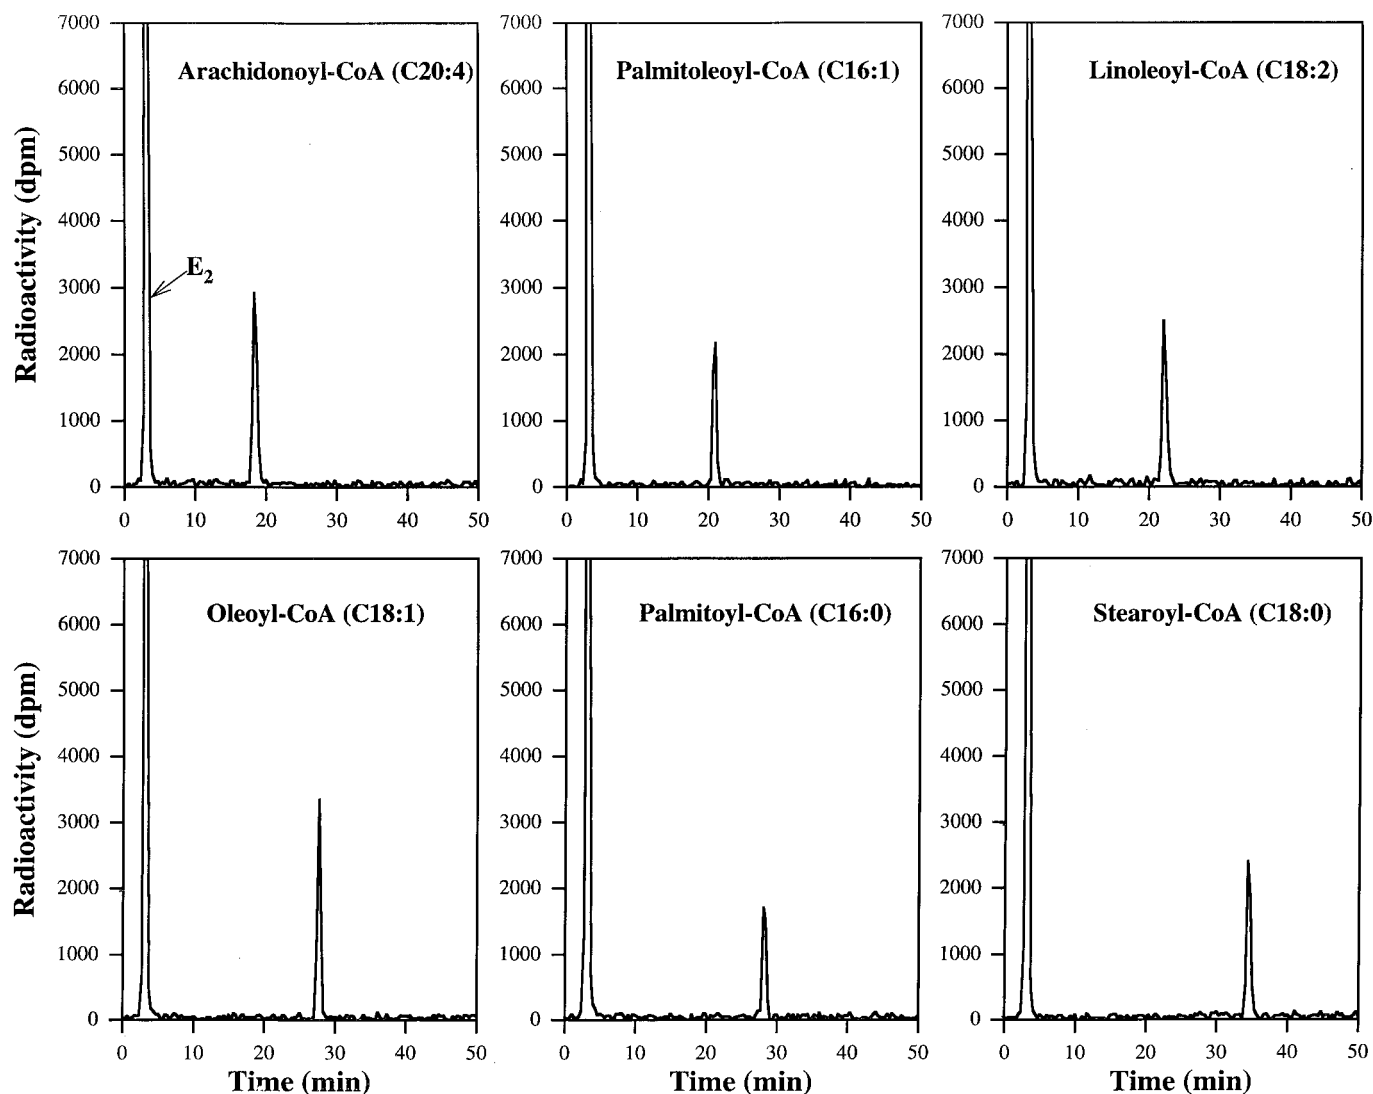 Arachidonoyl-CoA (C20:4)
Radioactivity (dpm)
7000
6000
5000
4000
3000
2000
1000
0
E2
0 10 20 30 40 50
Palmitoleoyl-CoA (C16:1)
7000
6000
5000
4000
3000
2000
1000
0
0 10 20 30 40 50
Linoleoyl-CoA (C18:2)
7000
6000
5000
4000
3000
2000
1000
0
0 10 20 30 40 50
Oleoyl-CoA (C18:1)
Radioactivity (dpm)
7000
6000
5000
4000
3000
2000
1000
0
0 10 20 30 40 50
Time (min)
Palmitoyl-CoA (C16:0)
7000
6000
5000
4000
3000
2000
1000
0
0 10 20 30 40 50
Time (min)
Stearoyl-CoA (C18:0)
7000
6000
5000
4000
3000
2000
1000
0
0 10 20 30 40 50
Time (min)